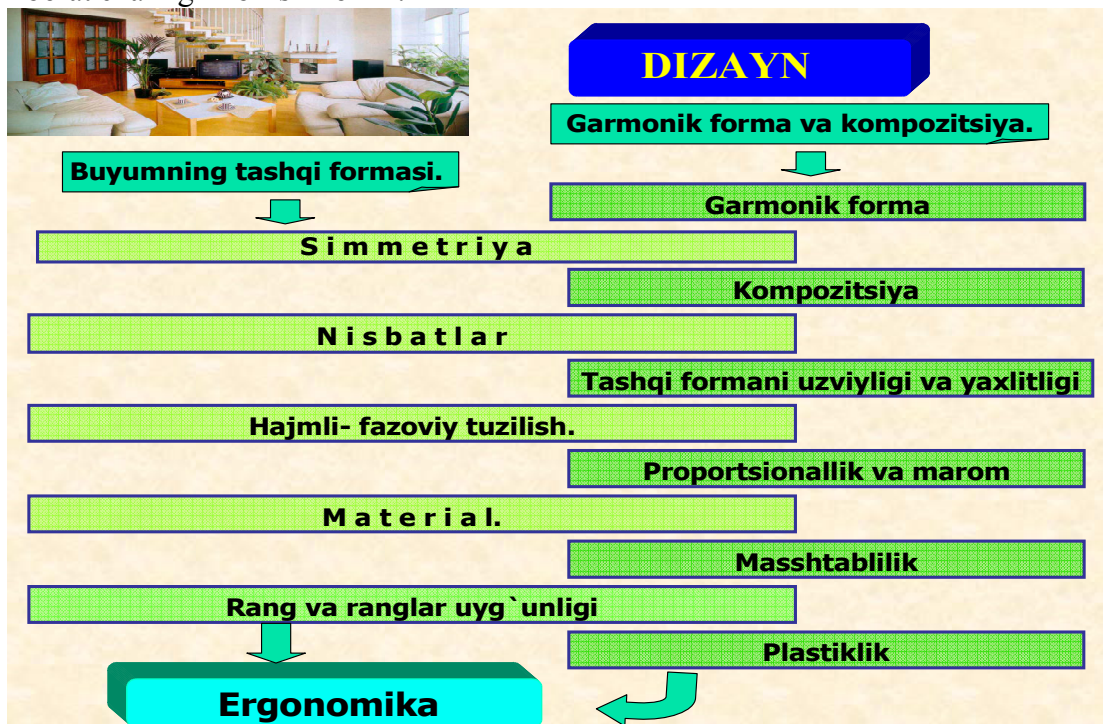 DIZAYN
Garmonik forma va kompozitsiya.
Buyumning tashqi formasi.
Garmonik forma
S i m m e t r i y a
Kompozitsiya
N i s b a t l a r
Tashqi formani uzviyligi va yaxlitligi
Hajmli- fazoviy tuzilish.
Proportsionallik va marom
M a t e r i a l.
Masshtablilik
Rang va ranglar uyg`unligi
Plastiklik
Ergonomika